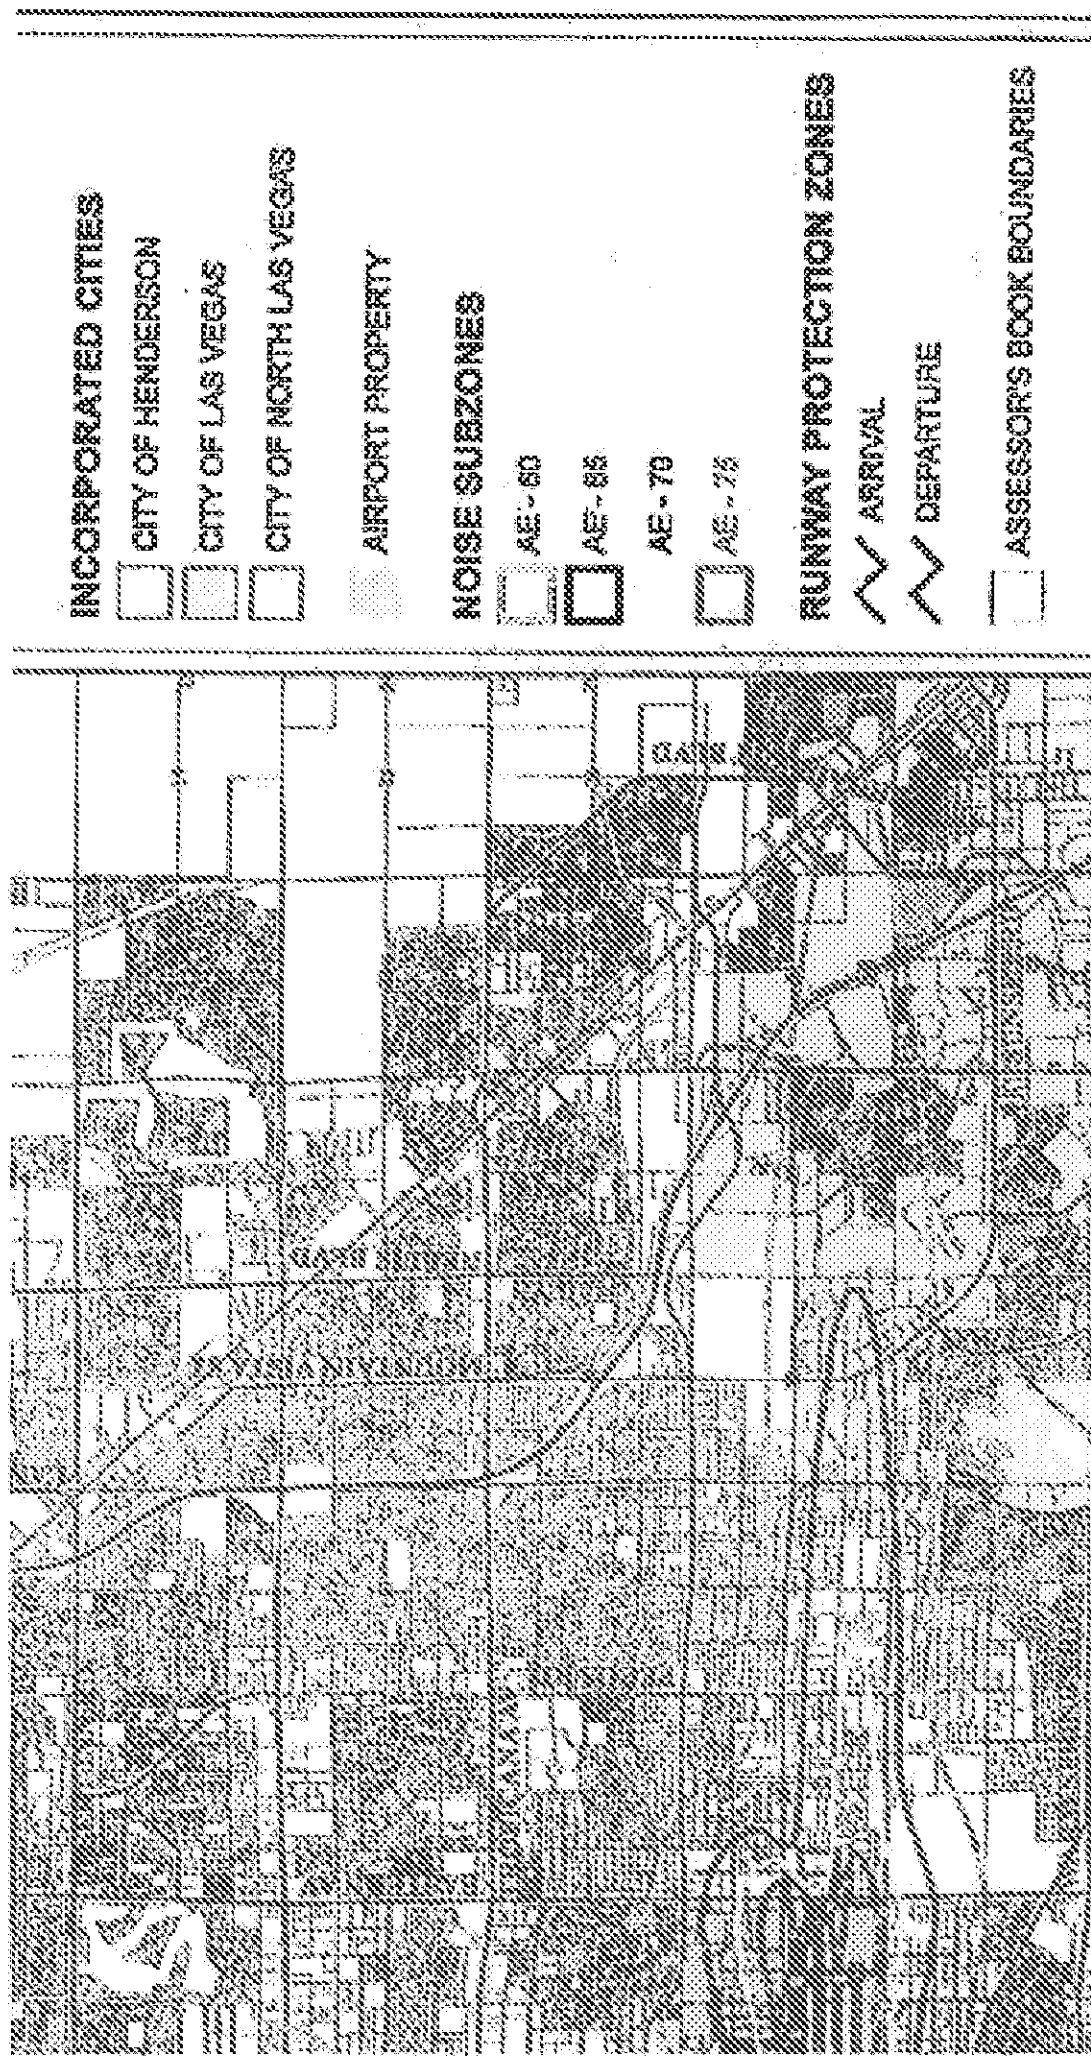 INCORPORATED CITIES
CITY OF HENDERSON
CITY OF LAS VEGAS
CITY OF NORTH LAS VEGAS
AIRPORT PROPERTY
NOISE SUBZONES
AE - 60
AE - 65
AE - 70
AE - 75
RUNWAY PROTECTION ZONES
ARRIVAL
DEPARTURE
ASSESSOR'S BOOK BOUNDARIES